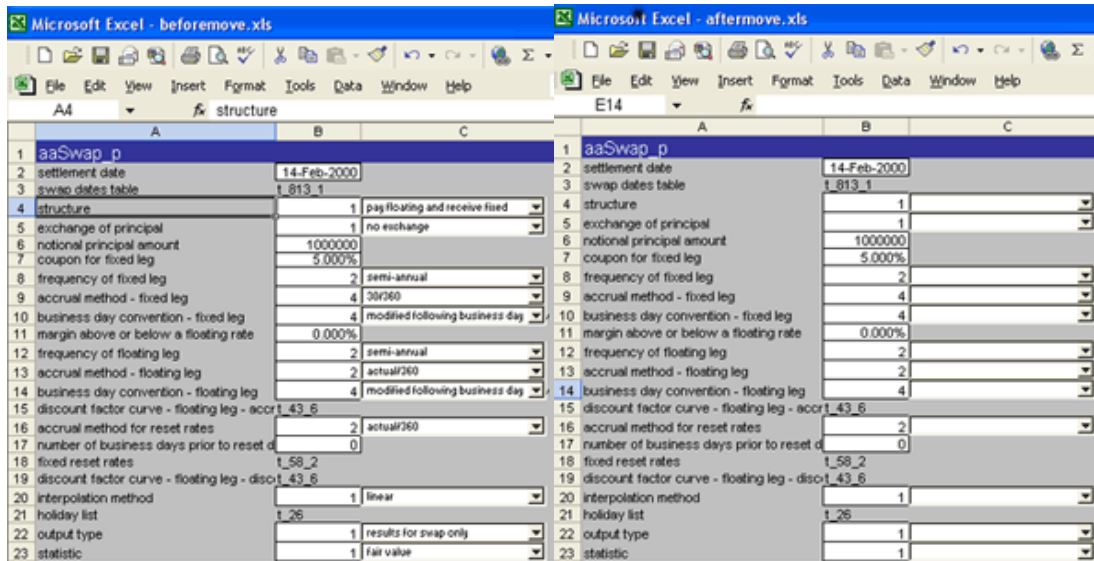 Microsoft Excel - beforemove.xls
File Edit View Insert Format Tools Data Window Help
A4 fx structure
A B C
1 aaSwap_p
2 settlement date 14-Feb-2000
3 swap dates table t_813_1
4 structure 1 pay floating and receive fixed
5 exchange of principal 1 no exchange
6 notional principal amount 1000000
7 coupon for fixed leg 5.000%
8 frequency of fixed leg 2 semi-annual
9 accrual method - fixed leg 4 30/360
10 business day convention - fixed leg 4 modified following business day
11 margin above or below a floating rate 0.000%
12 frequency of floating leg 2 semi-annual
13 accrual method - floating leg 2 actual/360
14 business day convention - floating leg 4 modified following business day
15 discount factor curve - floating leg - accr t_43_6
16 accrual method for reset rates 2 actual/360
17 number of business days prior to reset d 0
18 fixed reset rates t_58_2
19 discount factor curve - floating leg - disc t_43_6
20 interpolation method 1 linear
21 holiday list t_26
22 output type 1 results for swap only
23 statistic 1 fair value
Microsoft Excel - aftermove.xls
File Edit View Insert Format Tools Data Window Help
E14 fx
A B C
1 aaSwap_p
2 settlement date 14-Feb-2000
3 swap dates table t_813_1
4 structure 1
5 exchange of principal 1
6 notional principal amount 1000000
7 coupon for fixed leg 5.000%
8 frequency of fixed leg 2
9 accrual method - fixed leg 4
10 business day convention - fixed leg 4
11 margin above or below a floating rate 0.000%
12 frequency of floating leg 2
13 accrual method - floating leg 2
14 business day convention - floating leg 4
15 discount factor curve - floating leg - accr t_43_6
16 accrual method for reset rates 2
17 number of business days prior to reset d 0
18 fixed reset rates t_58_2
19 discount factor curve - floating leg - disc t_43_6
20 interpolation method 1
21 holiday list t_26
22 output type 1
23 statistic 1